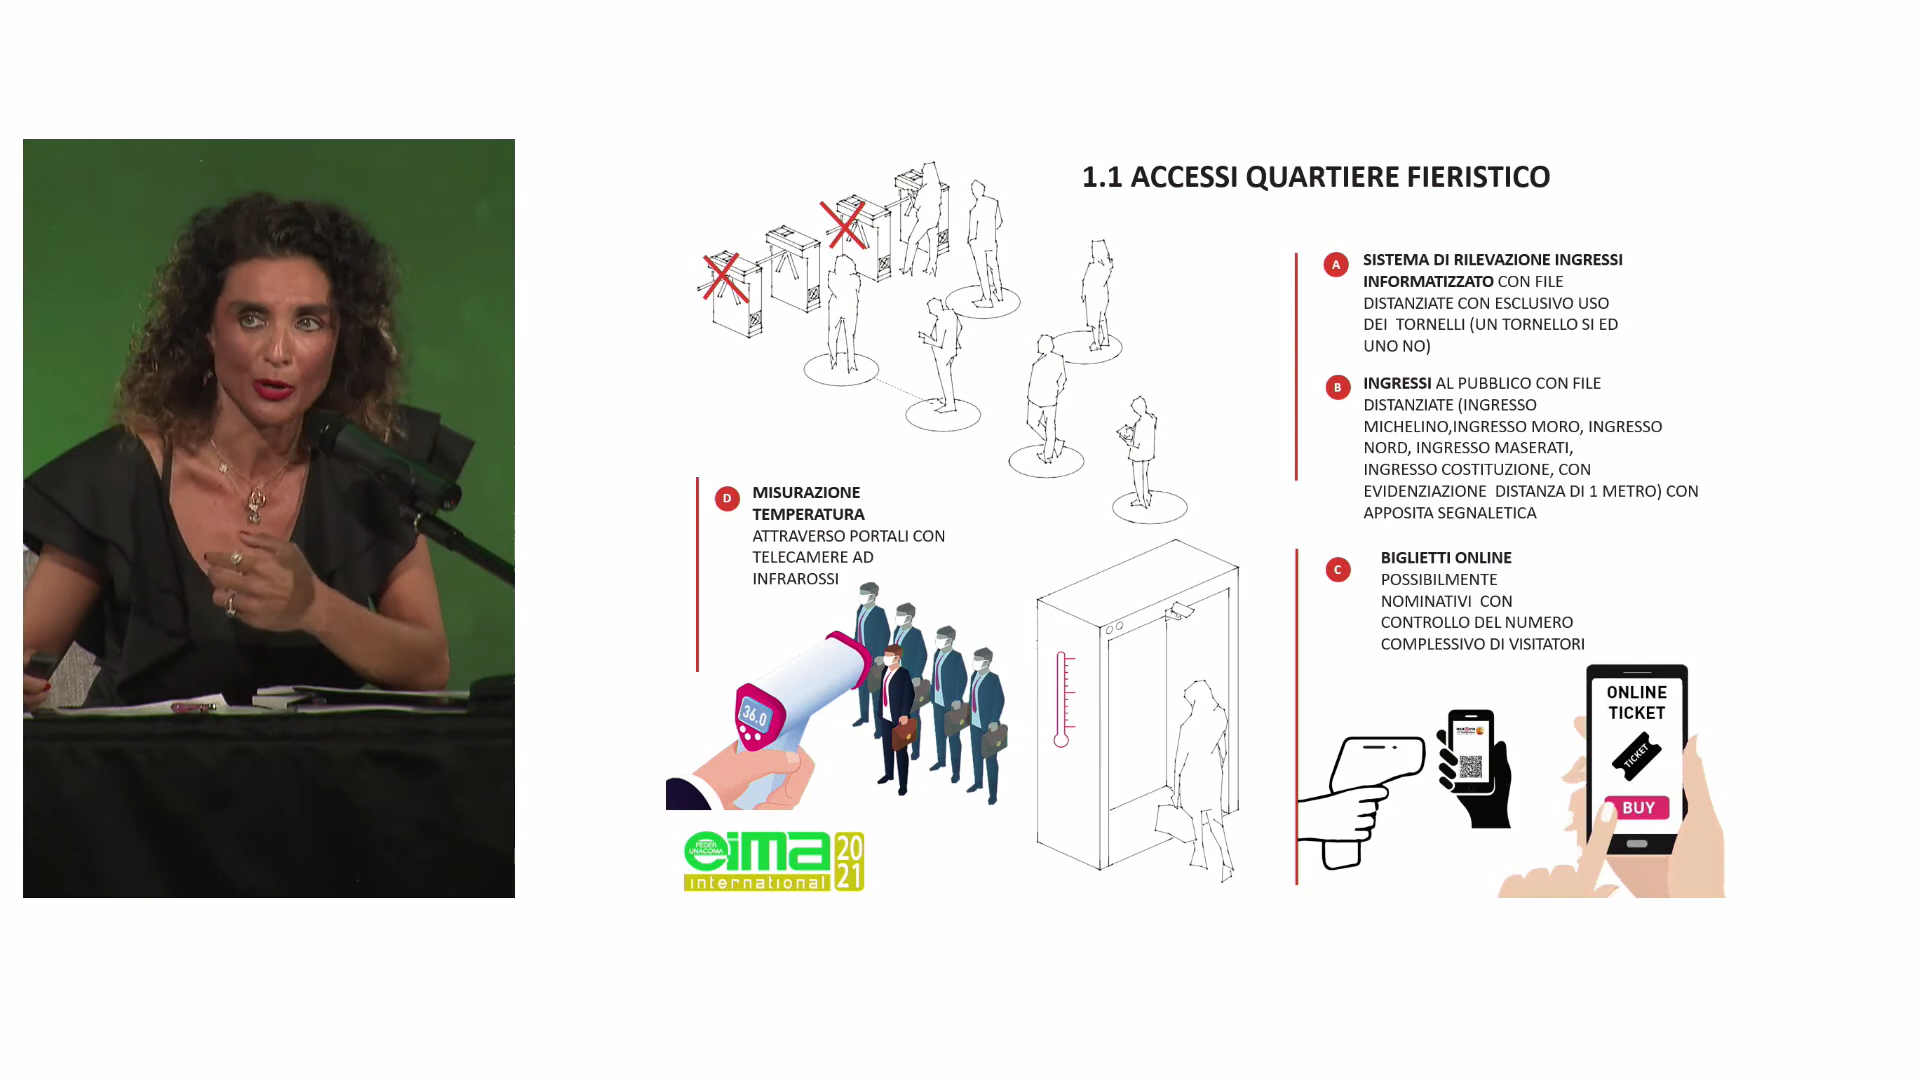 1.1 ACCESSI QUARTIERE FIERISTICO
A
SISTEMA DI RILEVAZIONE INGRESSI
INFORMATIZZATO CON FILE
DISTANZIATE CON ESCLUSIVO USO
DEI TORNELLI (UN TORNELLO SI ED
UNO NO)
B
INGRESSI AL PUBBLICO CON FILE
DISTANZIATE (INGRESSO
MICHELINO,INGRESSO MORO, INGRESSO
NORD, INGRESSO MASERATI,
INGRESSO COSTITUZIONE, CON
EVIDENZIAZIONE DISTANZA DI 1 METRO) CON
APPOSITA SEGNALETICA
C
BIGLIETTI ONLINE
POSSIBILMENTE
NOMINATIVI CON
CONTROLLO DEL NUMERO
COMPLESSIVO DI VISITATORI
D
MISURAZIONE
TEMPERATURA
ATTRAVERSO PORTALI CON
TELECAMERE AD
INFRAROSSI
36.0
ONLINE
TICKET
TICKET
BUY
FEDER
UNACOMA
eima
international
20
21